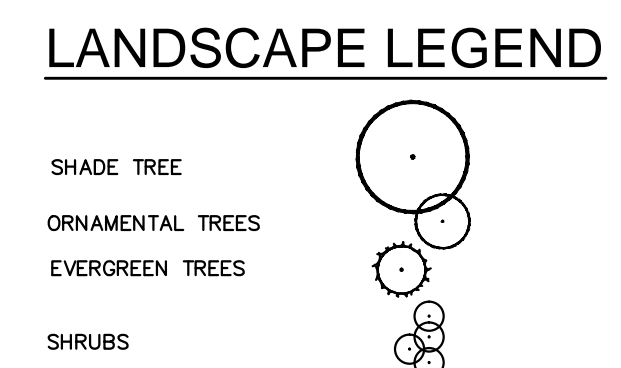 LANDSCAPE LEGEND
SHADE TREE
ORNAMENTAL TREES
EVERGREEN TREES
SHRUBS